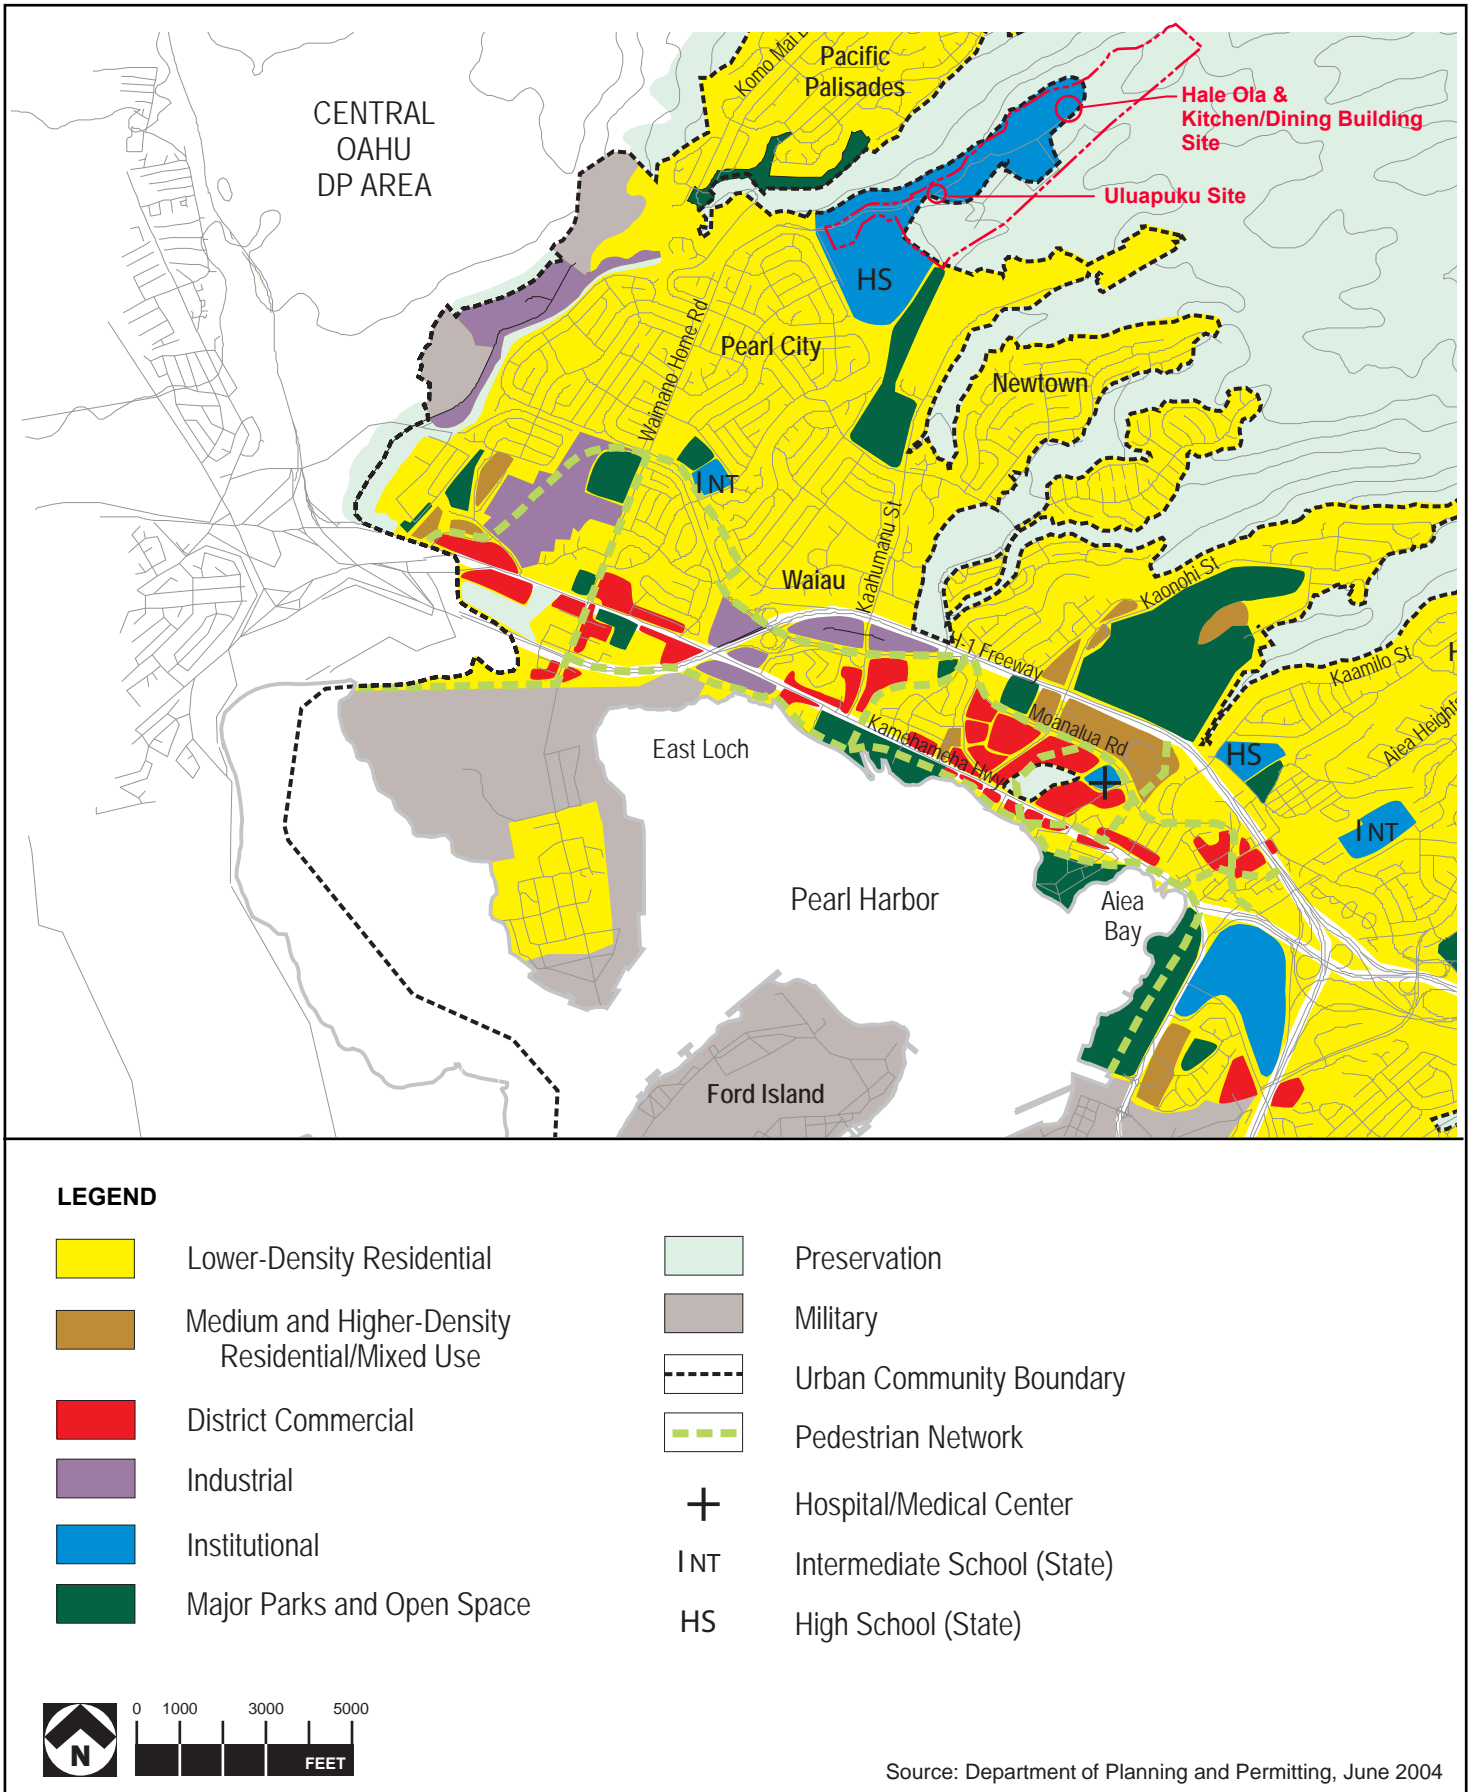 Komo Mai
Pacific
Palisades
CENTRAL
OAHU
DP AREA
Hale Ola &
Kitchen/Dining Building
Site
Uluapuku Site
HS
Waimano Home Rd
Pearl City
Newtown
INT
Kaahumanu St
Waiau
Kaonohi St
H-1 Freeway
Kaamilo St
H
Moanalua Rd
Aiea Heights
East Loch
Kamehameha Hwy
HS
INT
Pearl Harbor
Aiea
Bay
Ford Island
LEGEND
Lower-Density Residential
Medium and Higher-Density
Residential/Mixed Use
District Commercial
Industrial
Institutional
Major Parks and Open Space
Preservation
Military
Urban Community Boundary
Pedestrian Network
Hospital/Medical Center
INT Intermediate School (State)
HS High School (State)
N
0 1000 3000 5000
FEET
Source: Department of Planning and Permitting, June 2004